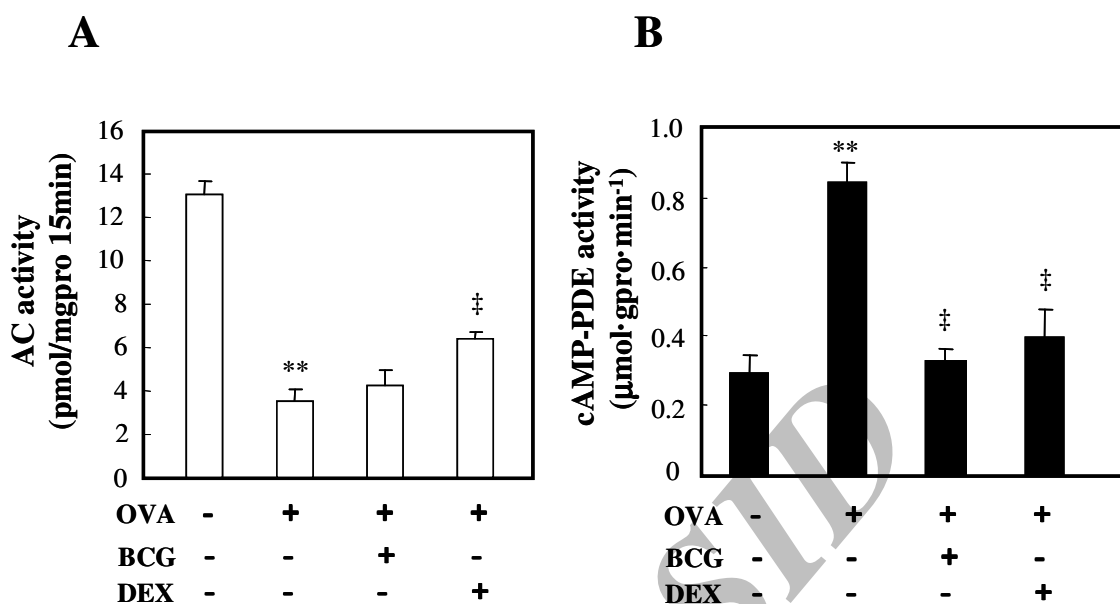 A
B
AC activity
(pmol/mgpro 15min)
16
14
12
10
8
6
4
2
0
**
‡
OVA - + + +
BCG - - + -
DEX - - - +
cAMP-PDE activity
(μmol·gpro·min-1)
1.0
0.8
0.6
0.4
0.2
0
**
‡
‡
OVA - + + +
BCG - - + -
DEX - - - +
SID